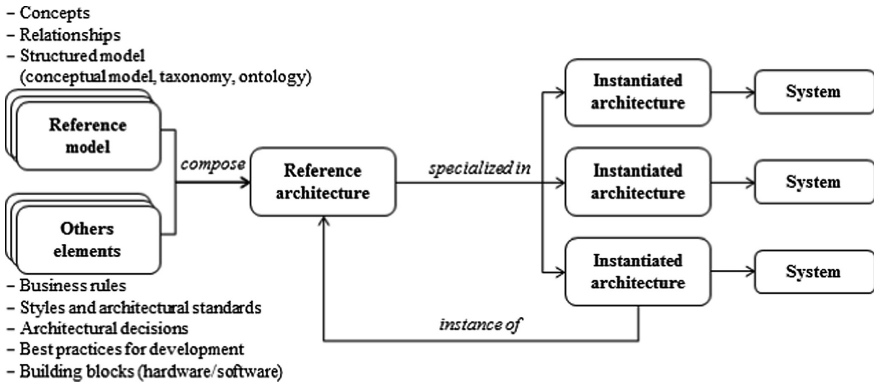 – Concepts
– Relationships
– Structured model
(conceptual model, taxonomy, ontology)
Reference
model
compose
Others
elements
– Business rules
– Styles and architectural standards
– Architectural decisions
– Best practices for development
– Building blocks (hardware/software)
Reference
architecture
specialized in
instance of
Instantiated
architecture
System
Instantiated
architecture
System
Instantiated
architecture
System